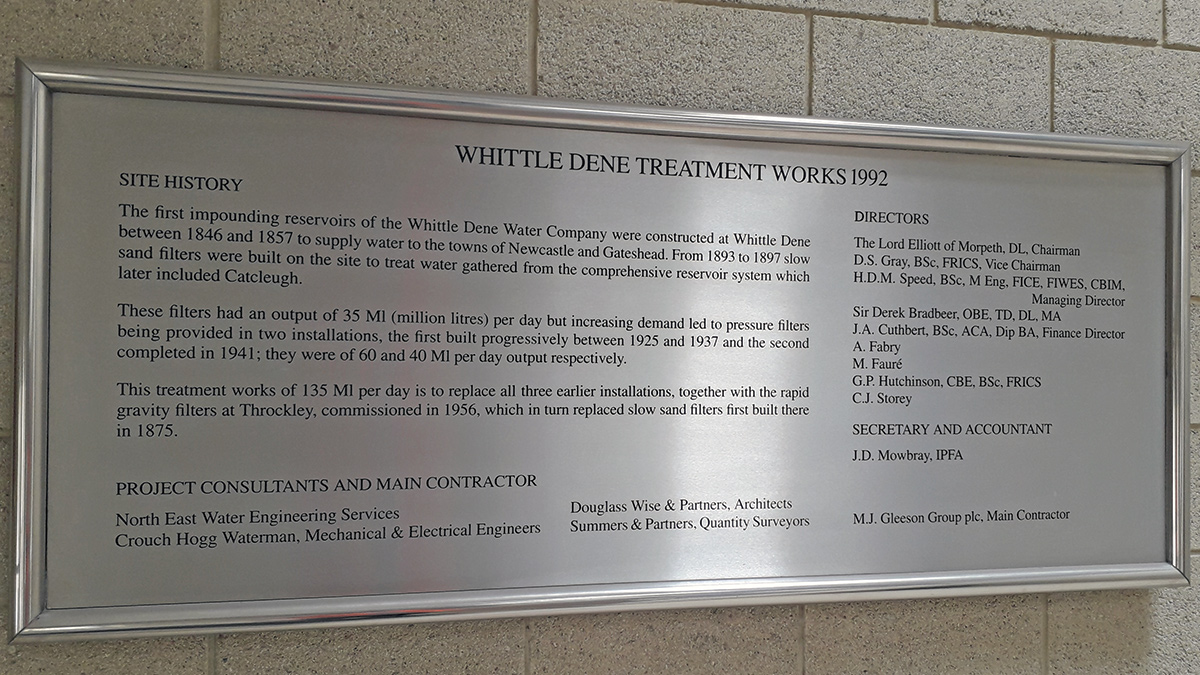 WHITTLE DENE TREATMENT WORKS 1992
SITE HISTORY
The first impounding reservoirs of the Whittle Dene Water Company were constructed at Whittle Dene
between 1846 and 1857 to supply water to the towns of Newcastle and Gateshead. From 1893 to 1897 slow
sand filters were built on the site to treat water gathered from the comprehensive reservoir system which
later included Catcleugh.
These filters had an output of 35 Ml (million litres) per day but increasing demand led to pressure filters
being provided in two installations, the first built progressively between 1925 and 1937 and the second
completed in 1941; they were of 60 and 40 Ml per day output respectively.
This treatment works of 135 Ml per day is to replace all three earlier installations, together with the rapid
gravity filters at Throckley, commissioned in 1956, which in turn replaced slow sand filters first built there
in 1875.
DIRECTORS
The Lord Elliott of Morpeth, DL, Chairman
D.S. Gray, BSc, FRICS, Vice Chairman
H.D.M. Speed, BSc, M Eng, FICE, FIWES, CBIM,
Managing Director
Sir Derek Bradbeer, OBE, TD, DL, MA
J.A. Cuthbert, BSc, ACA, Dip BA, Finance Director
A. Fabry
M. Fauré
G.P. Hutchinson, CBE, BSc, FRICS
C.J. Storey
SECRETARY AND ACCOUNTANT
J.D. Mowbray, IPFA
PROJECT CONSULTANTS AND MAIN CONTRACTOR
North East Water Engineering Services
Crouch Hogg Waterman, Mechanical & Electrical Engineers
Douglass Wise & Partners, Architects
Summers & Partners, Quantity Surveyors
M.J. Gleeson Group plc, Main Contractor